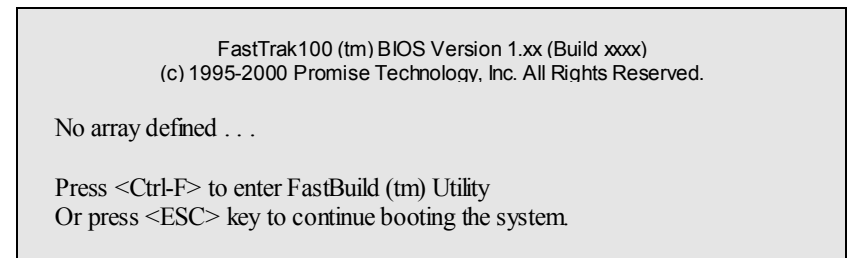 FastTrak100 (tm) BIOS Version 1.xx (Build xxxx)
(c) 1995-2000 Promise Technology, Inc. All Rights Reserved.
No array defined . . .
Press <Ctrl-F> to enter FastBuild (tm) Utility
Or press <ESC> key to continue booting the system.